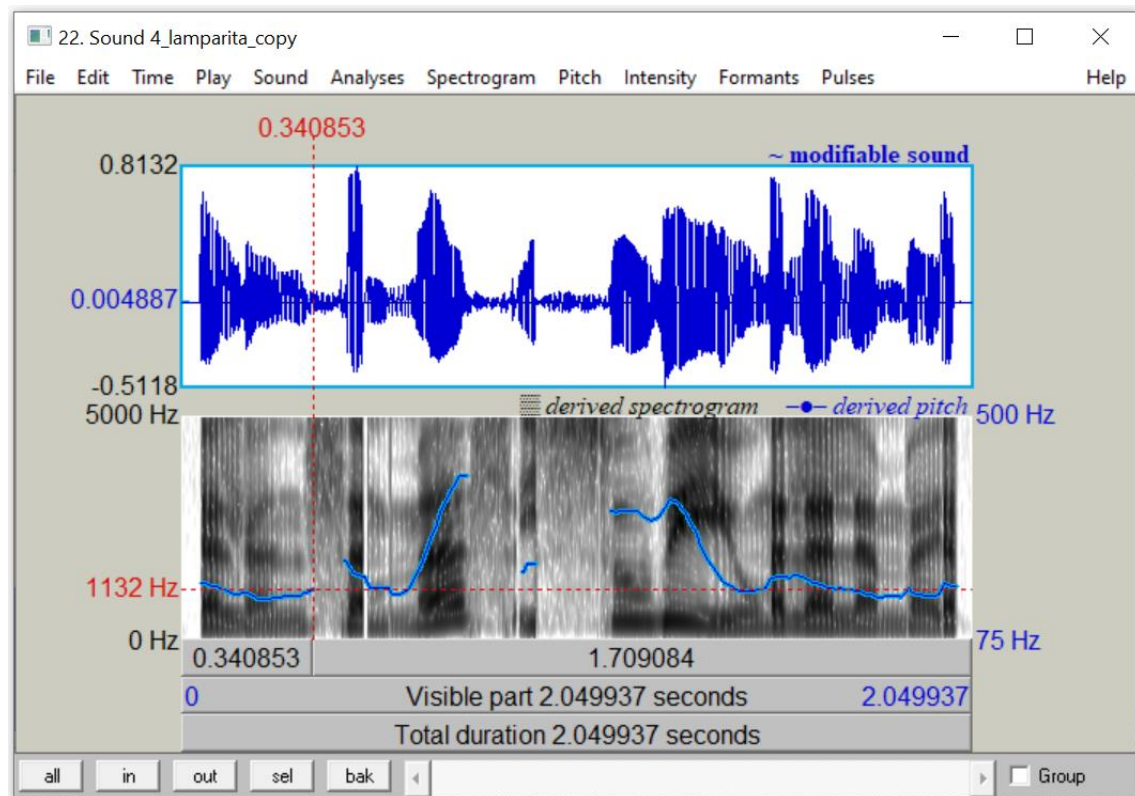 22. Sound 4_lamparita_copy
File Edit Time Play Sound Analyses Spectrogram Pitch Intensity Formants Pulses Help
0.340853
0.8132
~ modifiable sound
0.004887
-0.5118
derived spectrogram derived pitch
5000 Hz 500 Hz
1132 Hz
0 Hz 75 Hz
0.340853 1.709084
0 Visible part 2.049937 seconds 2.049937
Total duration 2.049937 seconds
all in out sel bak Group